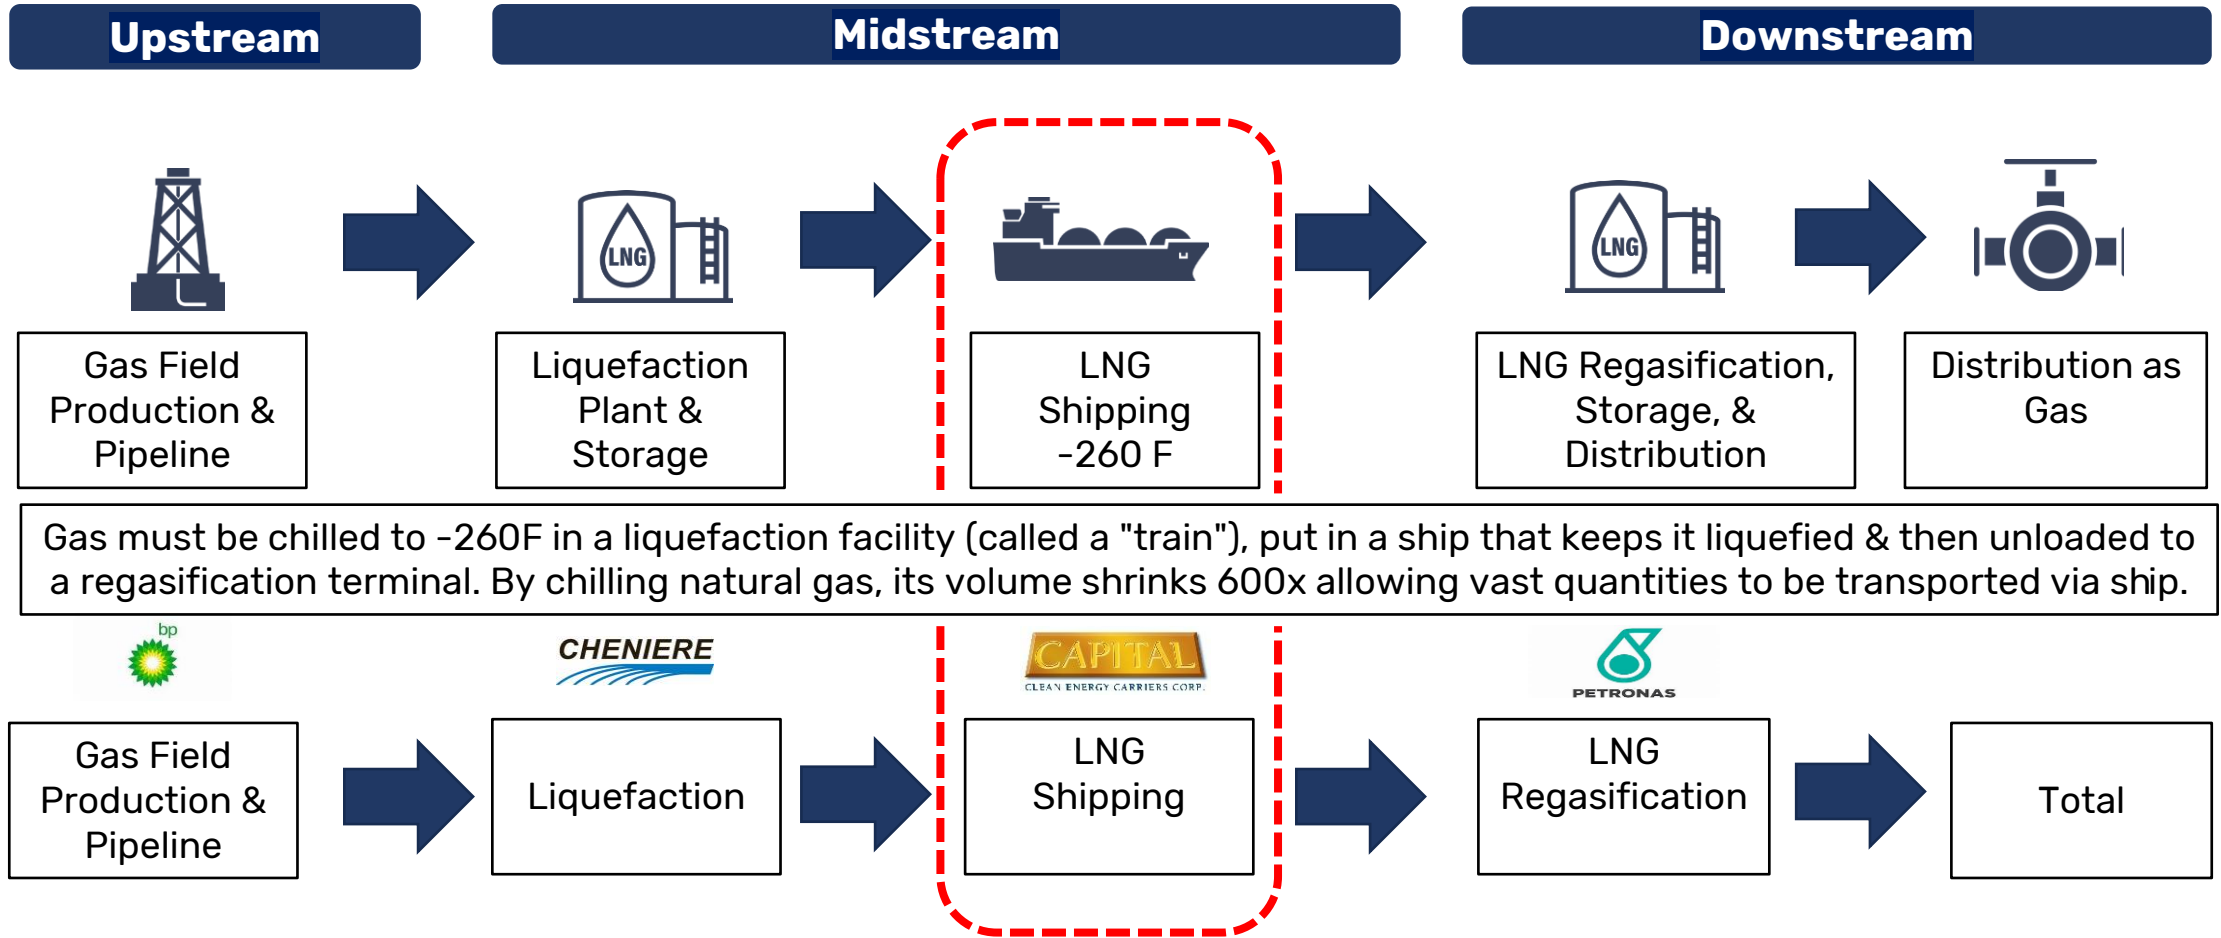 Upstream
Midstream
Downstream
LNG
LNG
Gas Field
Production &
Pipeline
Liquefaction
Plant &
Storage
LNG
Shipping
-260 F
LNG Regasification,
Storage, &
Distribution
Distribution as
Gas
Gas must be chilled to -260F in a liquefaction facility (called a "train"), put in a ship that keeps it liquefied & then unloaded to
a regasification terminal. By chilling natural gas, its volume shrinks 600x allowing vast quantities to be transported via ship.
bp
CHENIERE
CAPITAL
CLEAN ENERGY CARRIERS CORP.
PETRONAS
Gas Field
Production &
Pipeline
Liquefaction
LNG
Shipping
LNG
Regasification
Total